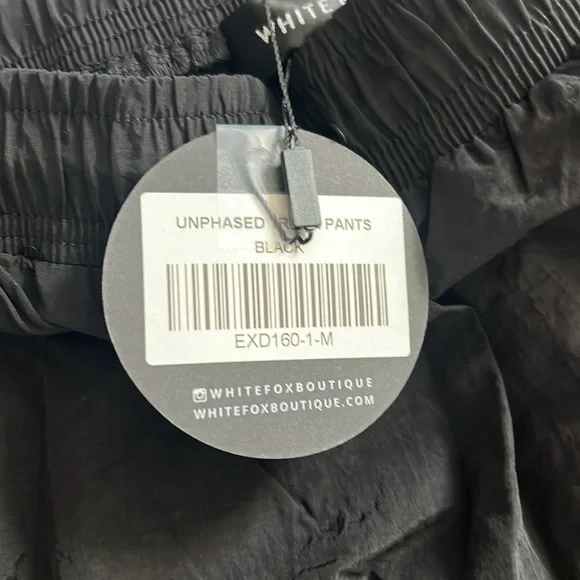 WHITE
UNPHASED PANTS
BLACK
EXD160-1-M
WHITEFOXBOUTIQUE
WHITEFOXBOUTIQUE.COM